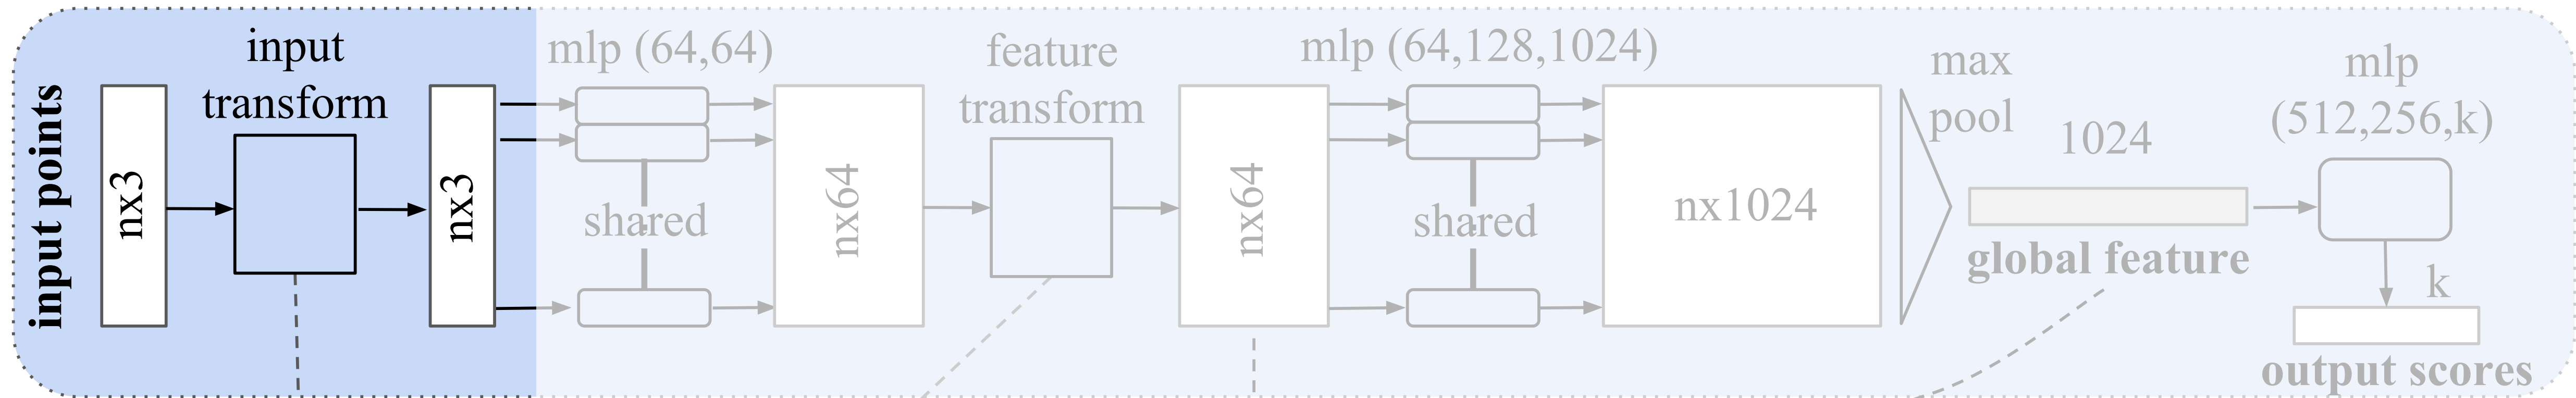 input points
nx3
input
transform
nx3
mlp (64,64)
shared
nx64
feature
transform
nx64
mlp (64,128,1024)
shared
nx1024
max
pool
1024
global feature
mlp
(512,256,k)
k
output scores